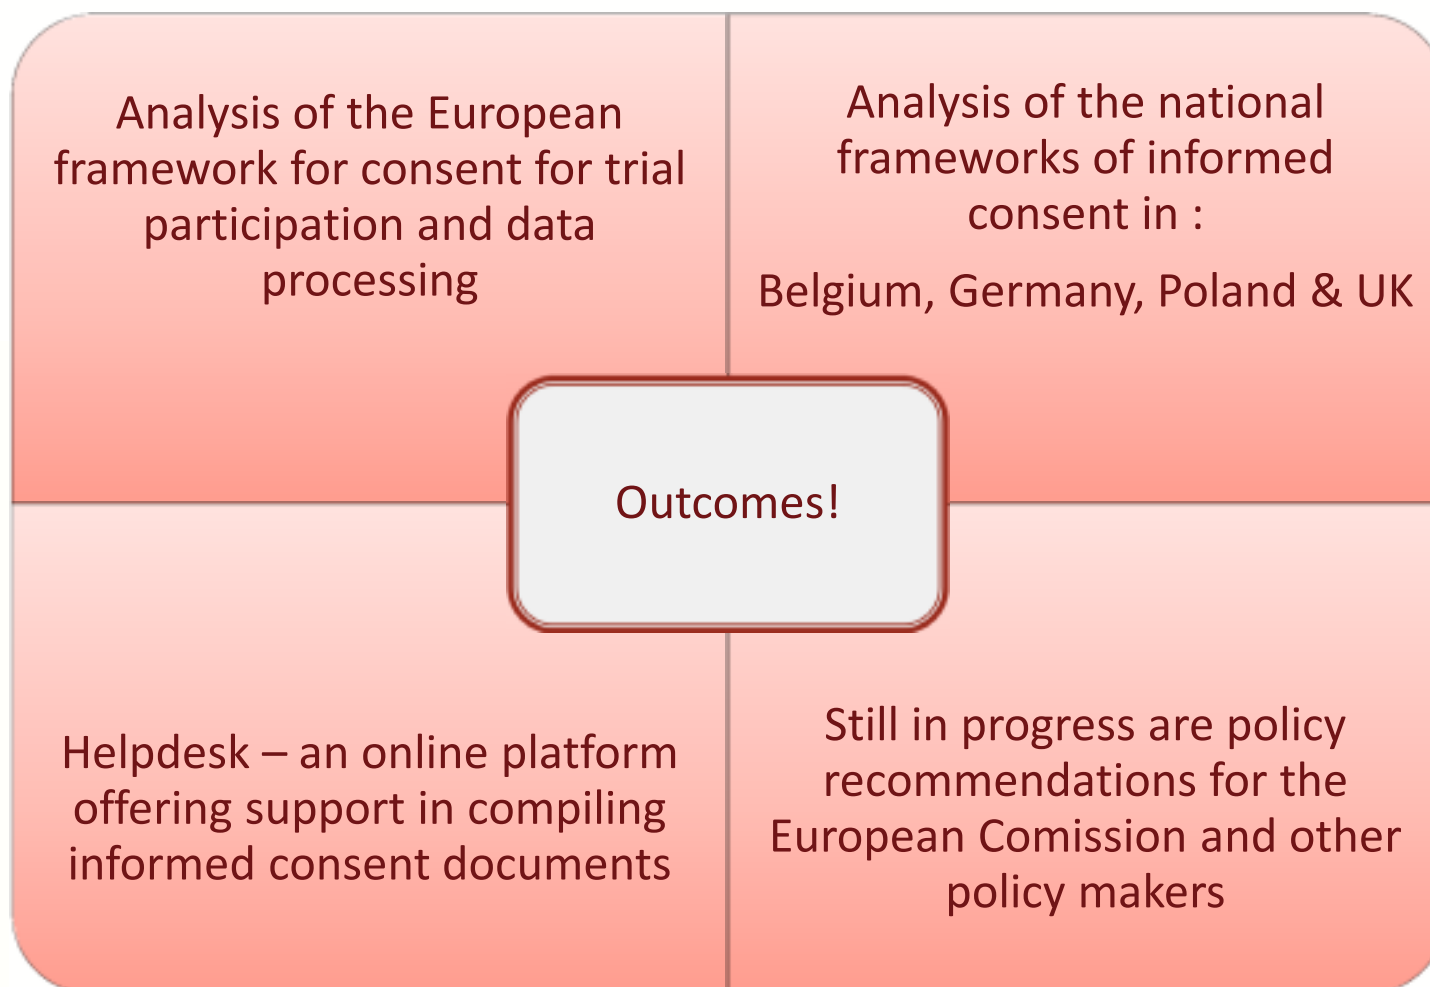 Analysis of the European
framework for consent for trial
participation and data
processing
Analysis of the national
frameworks of informed
consent in :
Belgium, Germany, Poland & UK
Outcomes!
Helpdesk – an online platform
offering support in compiling
informed consent documents
Still in progress are policy
recommendations for the
European Comission and other
policy makers